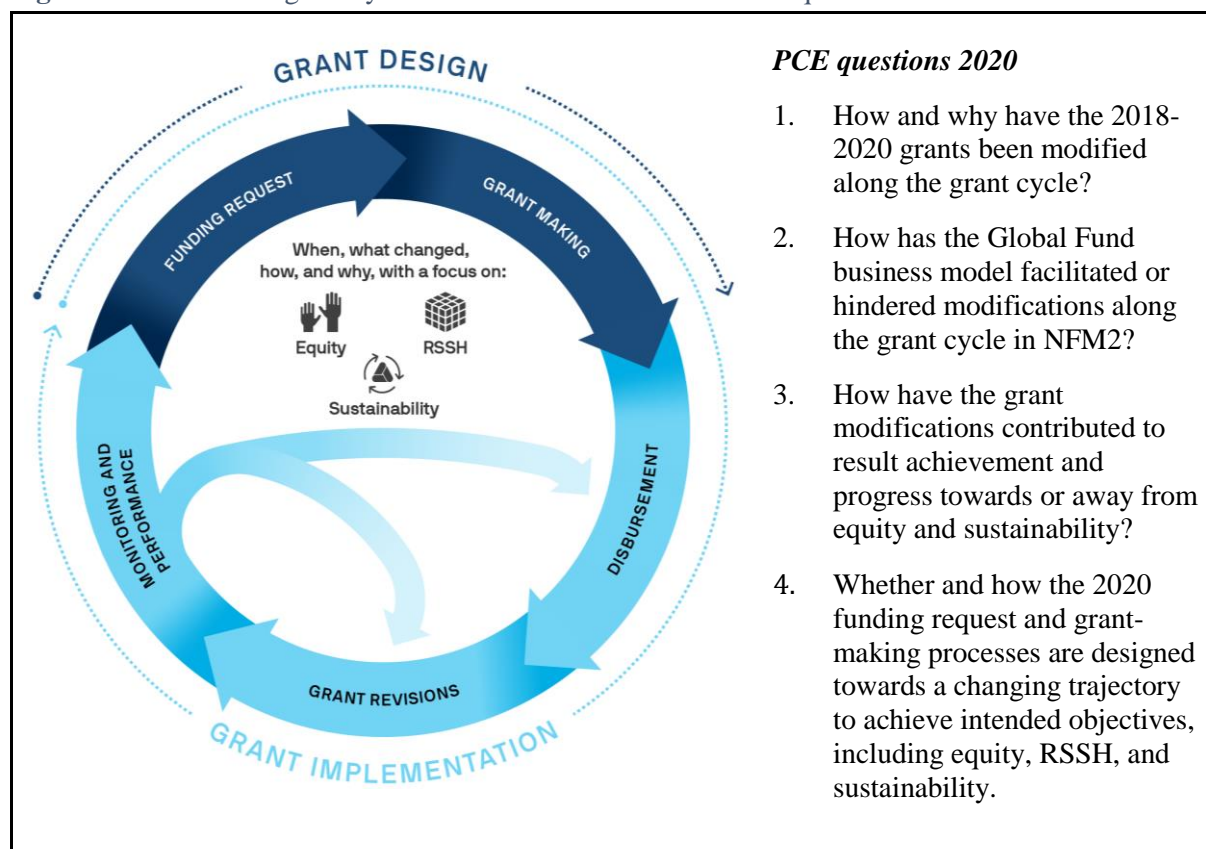 GRANT DESIGN
FUNDING REQUEST
GRANT MAKING
When, what changed,
how, and why, with a focus on:
Equity
RSSH
Sustainability
MONITORING AND
PERFORMANCE
DISBURSEMENT
GRANT REVISIONS
GRANT IMPLEMENTATION
PCE questions 2020
1. How and why have the 2018-
2020 grants been modified
along the grant cycle?
2. How has the Global Fund
business model facilitated or
hindered modifications along
the grant cycle in NFM2?
3. How have the grant
modifications contributed to
result achievement and
progress towards or away from
equity and sustainability?
4. Whether and how the 2020
funding request and grant-
making processes are designed
towards a changing trajectory
to achieve intended objectives,
including equity, RSSH, and
sustainability.